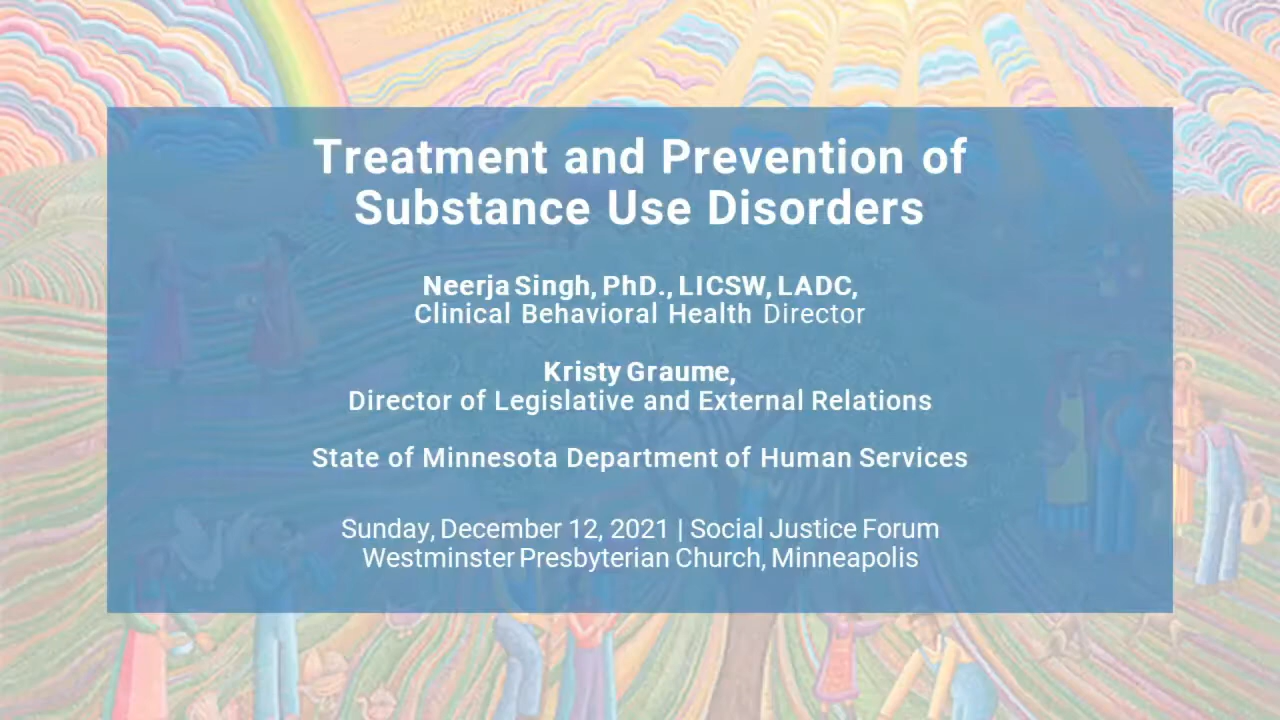 Treatment and Prevention of
Substance Use Disorders
Neerja Singh, PhD., LICSW, LADC,
Clinical Behavioral Health Director
Kristy Graume,
Director of Legislative and External Relations
State of Minnesota Department of Human Services
Sunday, December 12, 2021 | Social Justice Forum
Westminster Presbyterian Church, Minneapolis